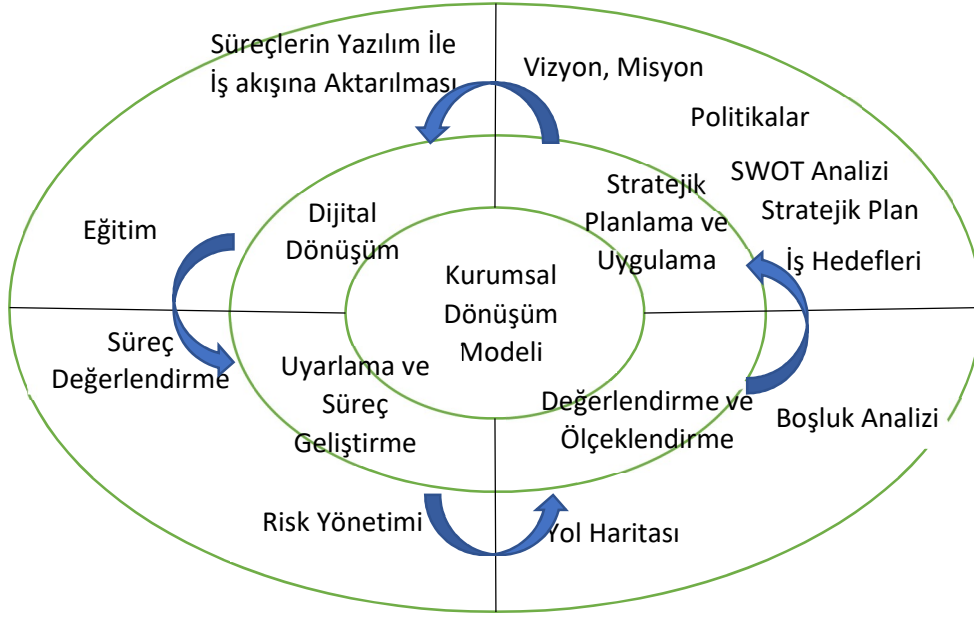 Süreçlerin Yazılım İle
İş akışına Aktarılması
Vizyon, Misyon
Politikalar
SWOT Analizi
Stratejik Plan
İş Hedefleri
Stratejik
Planlama ve
Uygulama
Dijital
Dönüşüm
Eğitim
Kurumsal
Dönüşüm
Modeli
Süreç
Değerlendirme
Uyarlama ve
Süreç
Geliştirme
Değerlendirme ve
Ölçeklendirme
Boşluk Analizi
Risk Yönetimi
Yol Haritası